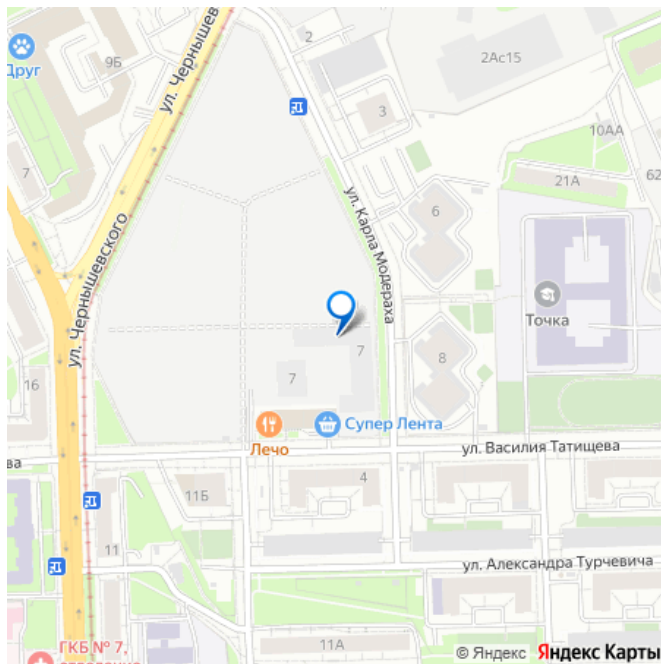 2
9Б
Друг
ул. Чернышев
2Ас15
3
10АА
7
62
21А
ул. Карла Модераха
6
ул. Чернышевского
Точка
7
8
16
7
Супер Лента
Лечо
ул. Василия Татищева
ва
4
11Б
11
ул. Александра Турчевича
11А
ГКБ № 7,
© Яндекс Яндекс Карты